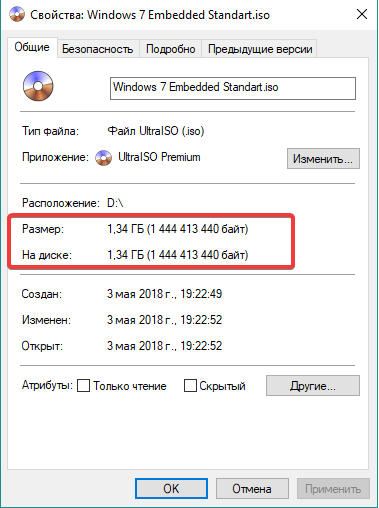 Свойства: Windows 7 Embedded Standart.iso
Общие Безопасность Подробно Предыдущие версии
Windows 7 Embedded Standart.iso
Тип файла: Файл UltraISO (.iso)
Приложение: UltraISO Premium Изменить...
Расположение: D:\
Размер: 1,34 ГБ (1 444 413 440 байт)
На диске: 1,34 ГБ (1 444 413 440 байт)
Создан: 3 мая 2018 г., 19:22:49
Изменен: 3 мая 2018 г., 19:22:52
Открыт: 3 мая 2018 г., 19:22:52
Атрибуты: Только чтение Скрытый Другие...
OK Отмена Применить